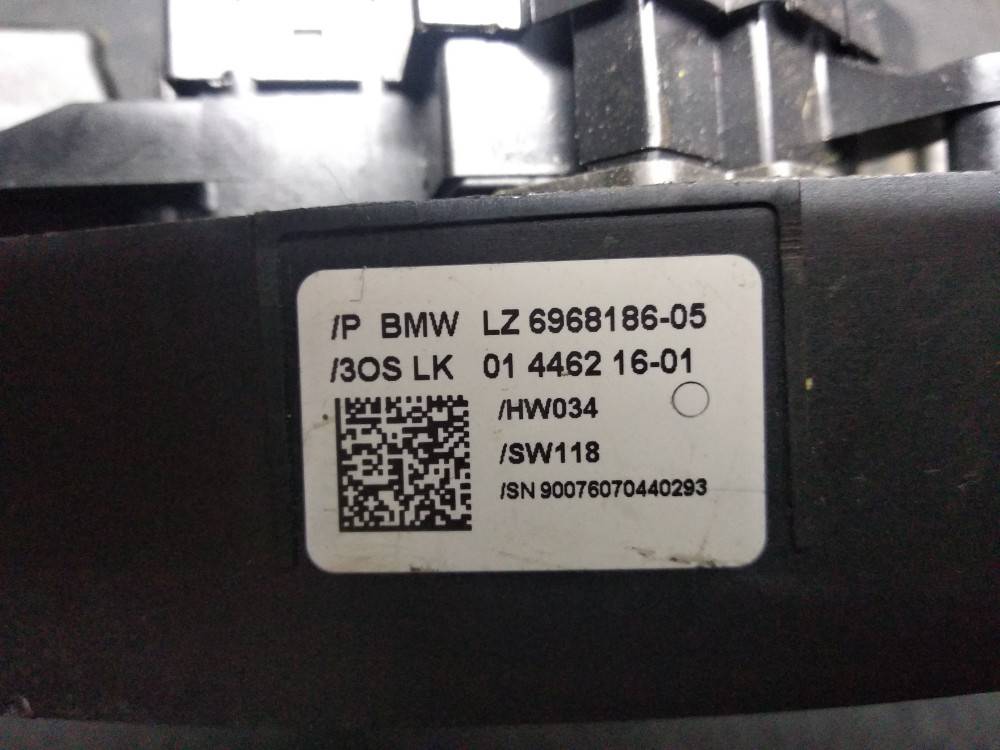 /P BMW LZ 6968186-05
/3OS LK 01 4462 16-01
/HW034
/SW118
/SN 90076070440293